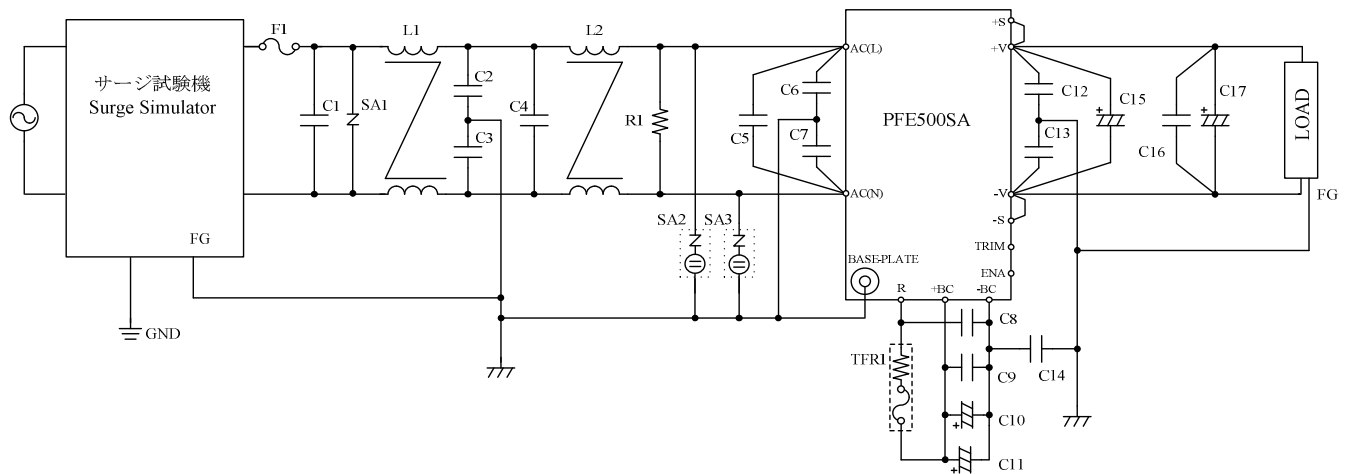 サージ試験機
Surge Simulator
FG
GND
F1
C1
SA1
L1
C2
C3
C4
L2
R1
SA2
SA3
C5
C6
C7
AC(L)
AC(N)
PFE500SA
BASE-PLATE
R
+BC
-BC
+S
+V
-V
-S
TRIM
ENA
C8
C9
C10
C11
TFR1
C14
C12
C13
C15
C16
C17
LOAD
FG
+
+
+
+